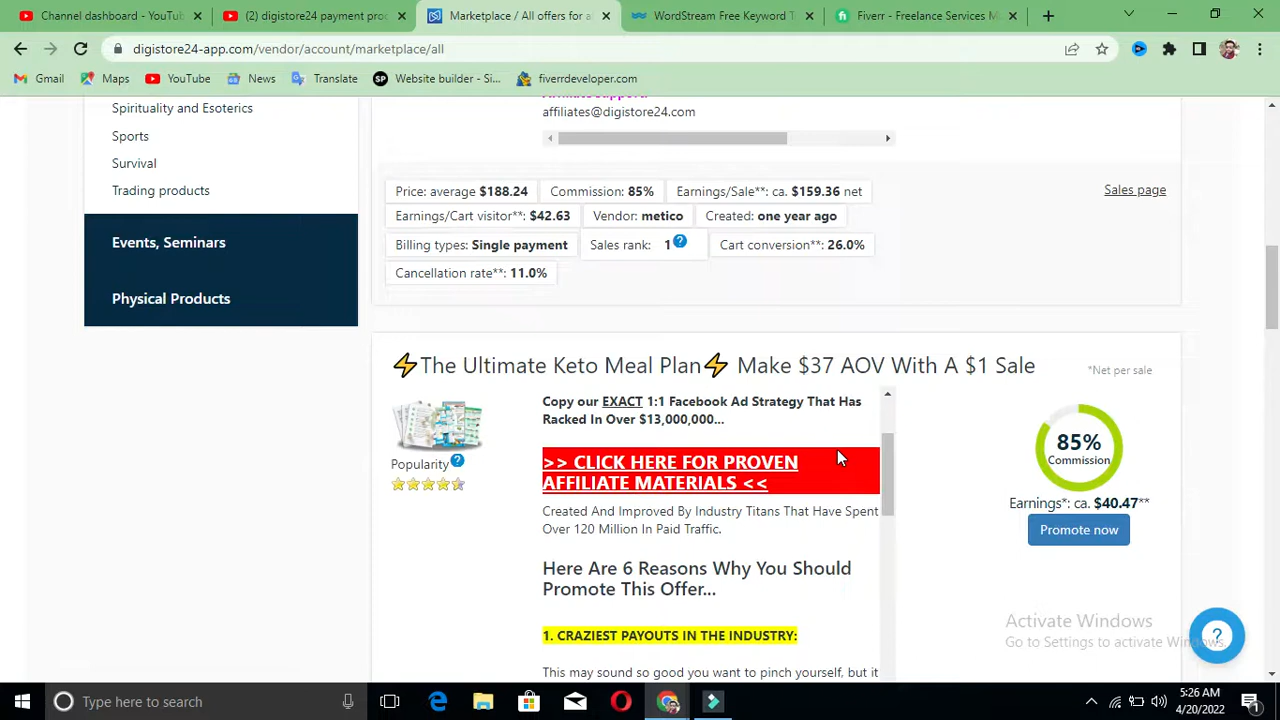 Channel dashboard - YouTu
(2) digistore24 payment pro
Marketplace / All offers for a
WordStream Free Keyword T
Fiverr - Freelance Services M
digistore24-app.com/vendor/account/marketplace/all
Gmail
Maps
YouTube
News
Translate
Website builder - Si...
fiverrdeveloper.com
Spirituality and Esoterics
Sports
Survival
Trading products
Events, Seminars
Physical Products
affiliates@digistore24.com
Price: average $188.24
Commission: 85%
Earnings/Sale**: ca. $159.36 net
Sales page
Earnings/Cart visitor**: $42.63
Vendor: metico
Created: one year ago
Billing types: Single payment
Sales rank: 1
Cart conversion**: 26.0%
Cancellation rate**: 11.0%
⚡The Ultimate Keto Meal Plan⚡ Make $37 AOV With A $1 Sale
*Net per sale
Popularity
Copy our EXACT 1:1 Facebook Ad Strategy That Has
Racked In Over $13,000,000...
>> CLICK HERE FOR PROVEN
AFFILIATE MATERIALS <<
Created And Improved By Industry Titans That Have Spent
Over 120 Million In Paid Traffic.
Here Are 6 Reasons Why You Should
Promote This Offer...
1. CRAZIEST PAYOUTS IN THE INDUSTRY:
This may sound so good you want to pinch yourself, but it
85%
Commission
Earnings*: ca. $40.47**
Promote now
Activate Windows
Go to Settings to activate Windows.
Type here to search
5:26 AM
4/20/2022